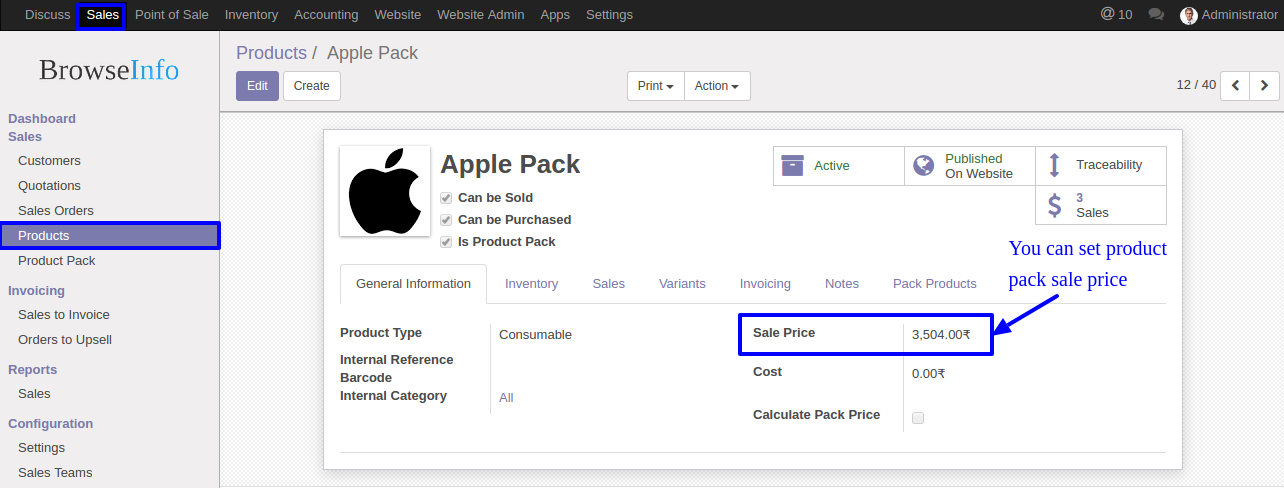 Discuss Sales Point of Sale Inventory Accounting Website Website Admin Apps Settings @ 10 Administrator
BrowseInfo
Dashboard
Sales
Customers
Quotations
Sales Orders
Products
Product Pack
Invoicing
Sales to Invoice
Orders to Upsell
Reports
Sales
Configuration
Settings
Sales Teams
Products / Apple Pack
Edit Create Print Action 12 / 40
Apple Pack
Can be Sold
Can be Purchased
Is Product Pack
Active
Published
On Website
Traceability
3
Sales
You can set product
pack sale price
General Information Inventory Sales Variants Invoicing Notes Pack Products
Product Type Consumable
Internal Reference
Barcode
Internal Category All
Sale Price 3,504.00₹
Cost 0.00₹
Calculate Pack Price